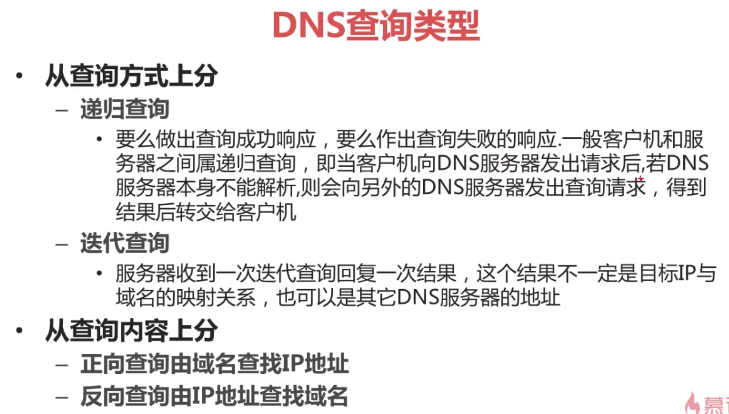 DNS查询类型
• 从查询方式上分
– 递归查询
• 要么做出查询成功响应，要么作出查询失败的响应.一般客户机和服
务器之间属递归查询，即当客户机向DNS服务器发出请求后,若DNS
服务器本身不能解析,则会向另外的DNS服务器发出查询请求，得到
结果后转交给客户机
– 迭代查询
• 服务器收到一次迭代查询回复一次结果，这个结果不一定是目标IP与
域名的映射关系，也可以是其它DNS服务器的地址
• 从查询内容上分
– 正向查询由域名查找IP地址
– 反向查询由IP地址查找域名